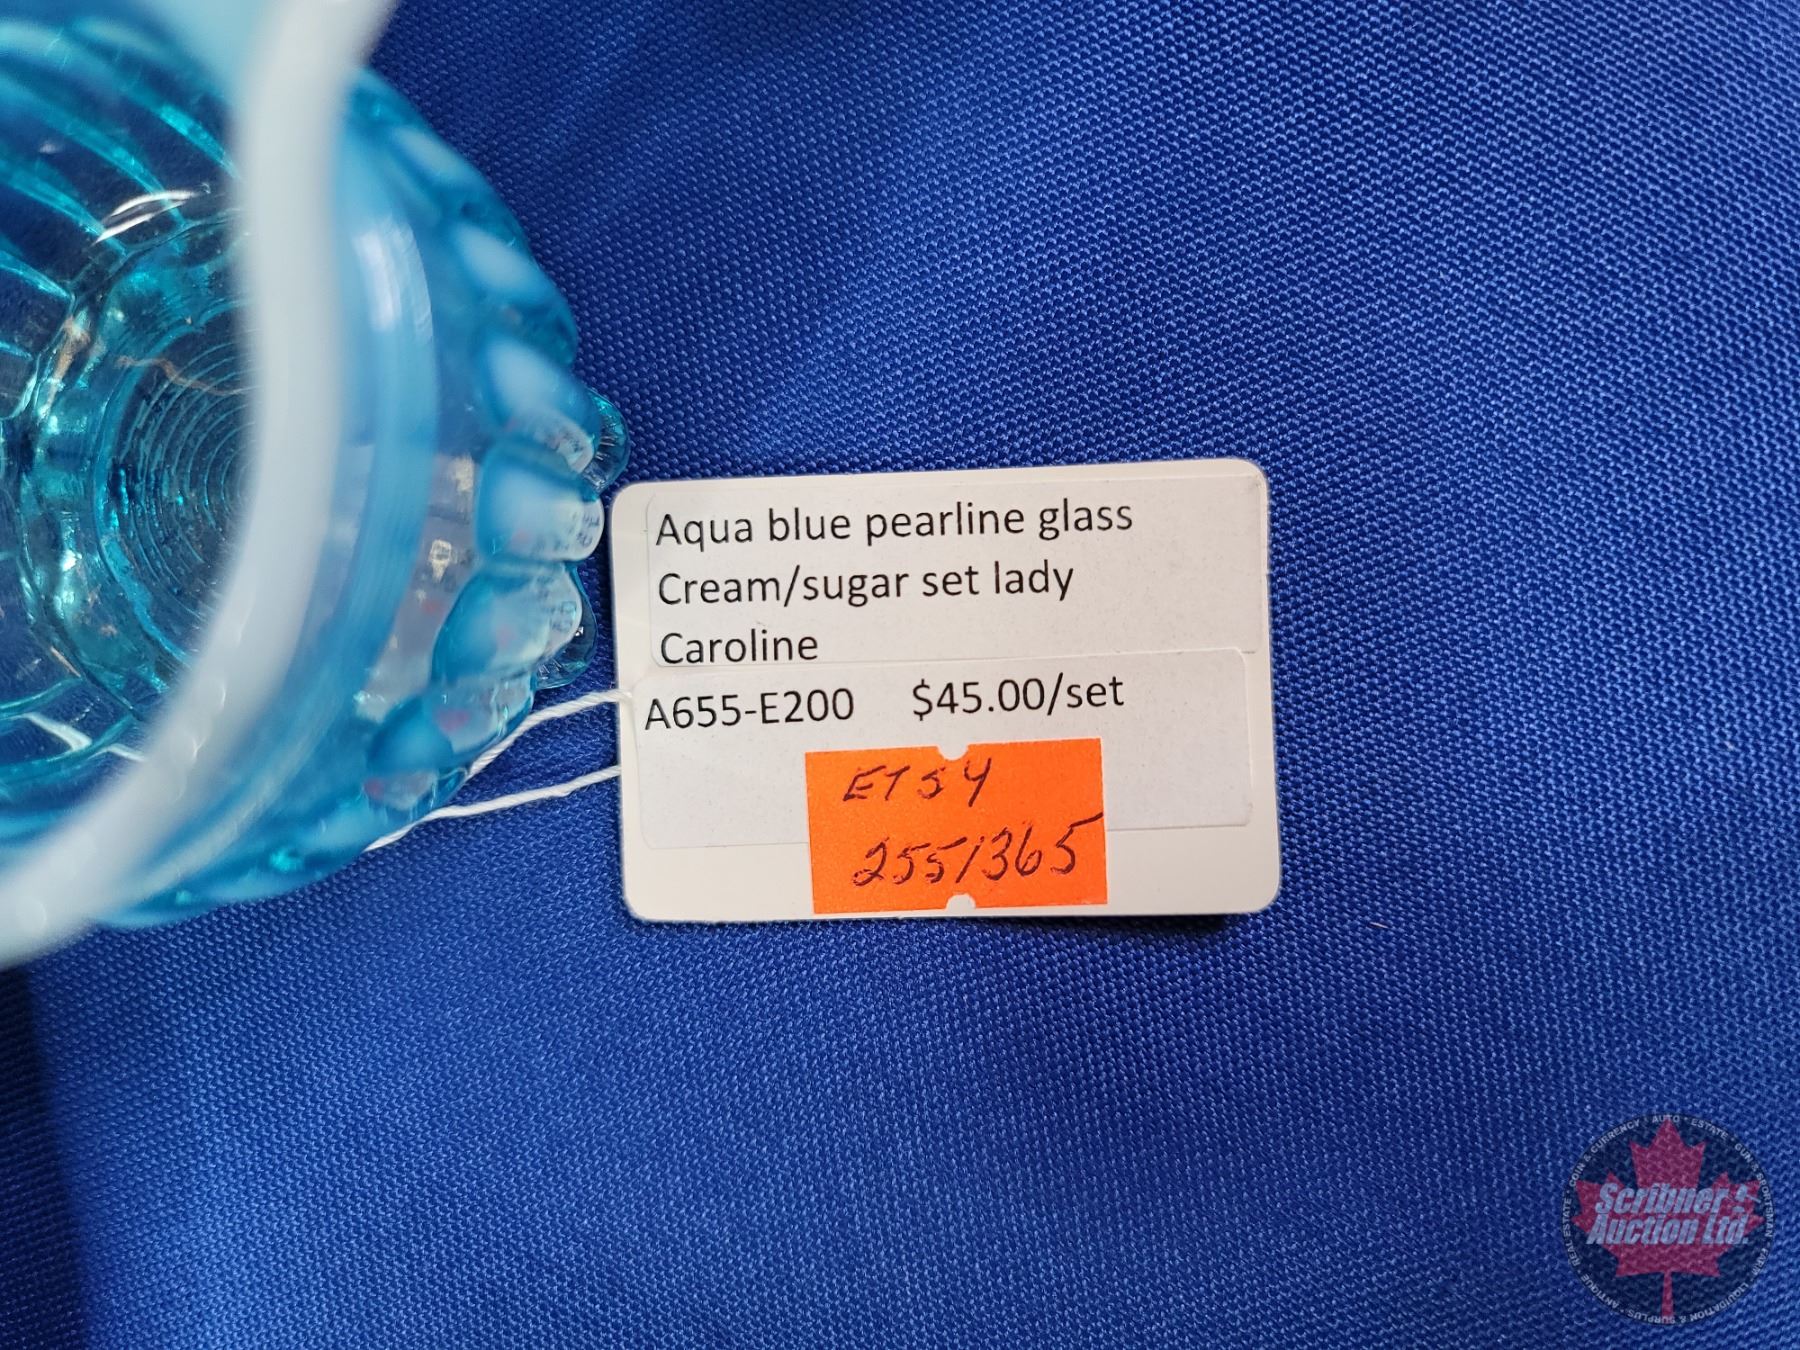 Aqua blue pearline glass
Cream/sugar set lady
Caroline
A655-E200 $45.00/set
ETSY
255/365
Scribner
Auction Ltd.